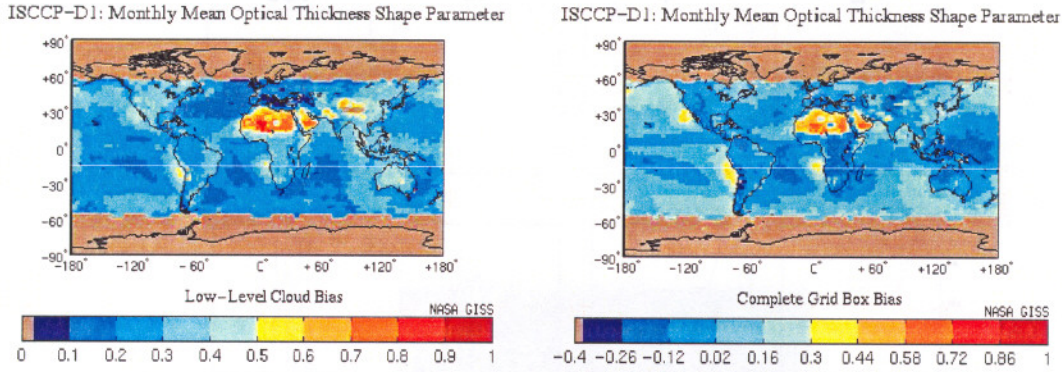 ISCCP-D1: Monthly Mean Optical Thickness Shape Parameter
+90°
+60°
+30°
0°
-30°
-60°
-90°
-180° -120° -60° C° +60° +120° +180°
Low-Level Cloud Bias
NASA GISS
0 0.1 0.2 0.3 0.4 0.5 0.6 0.7 0.8 0.9 1
ISCCP-D1: Monthly Mean Optical Thickness Shape Parameter
+90°
+60°
+30°
0°
-30°
-60°
-90°
-180° -120° -60° C° +60° +120° +180°
Complete Grid Box Bias
NASA GISS
-0.4 -0.26 -0.12 0.02 0.16 0.3 0.44 0.58 0.72 0.86 1